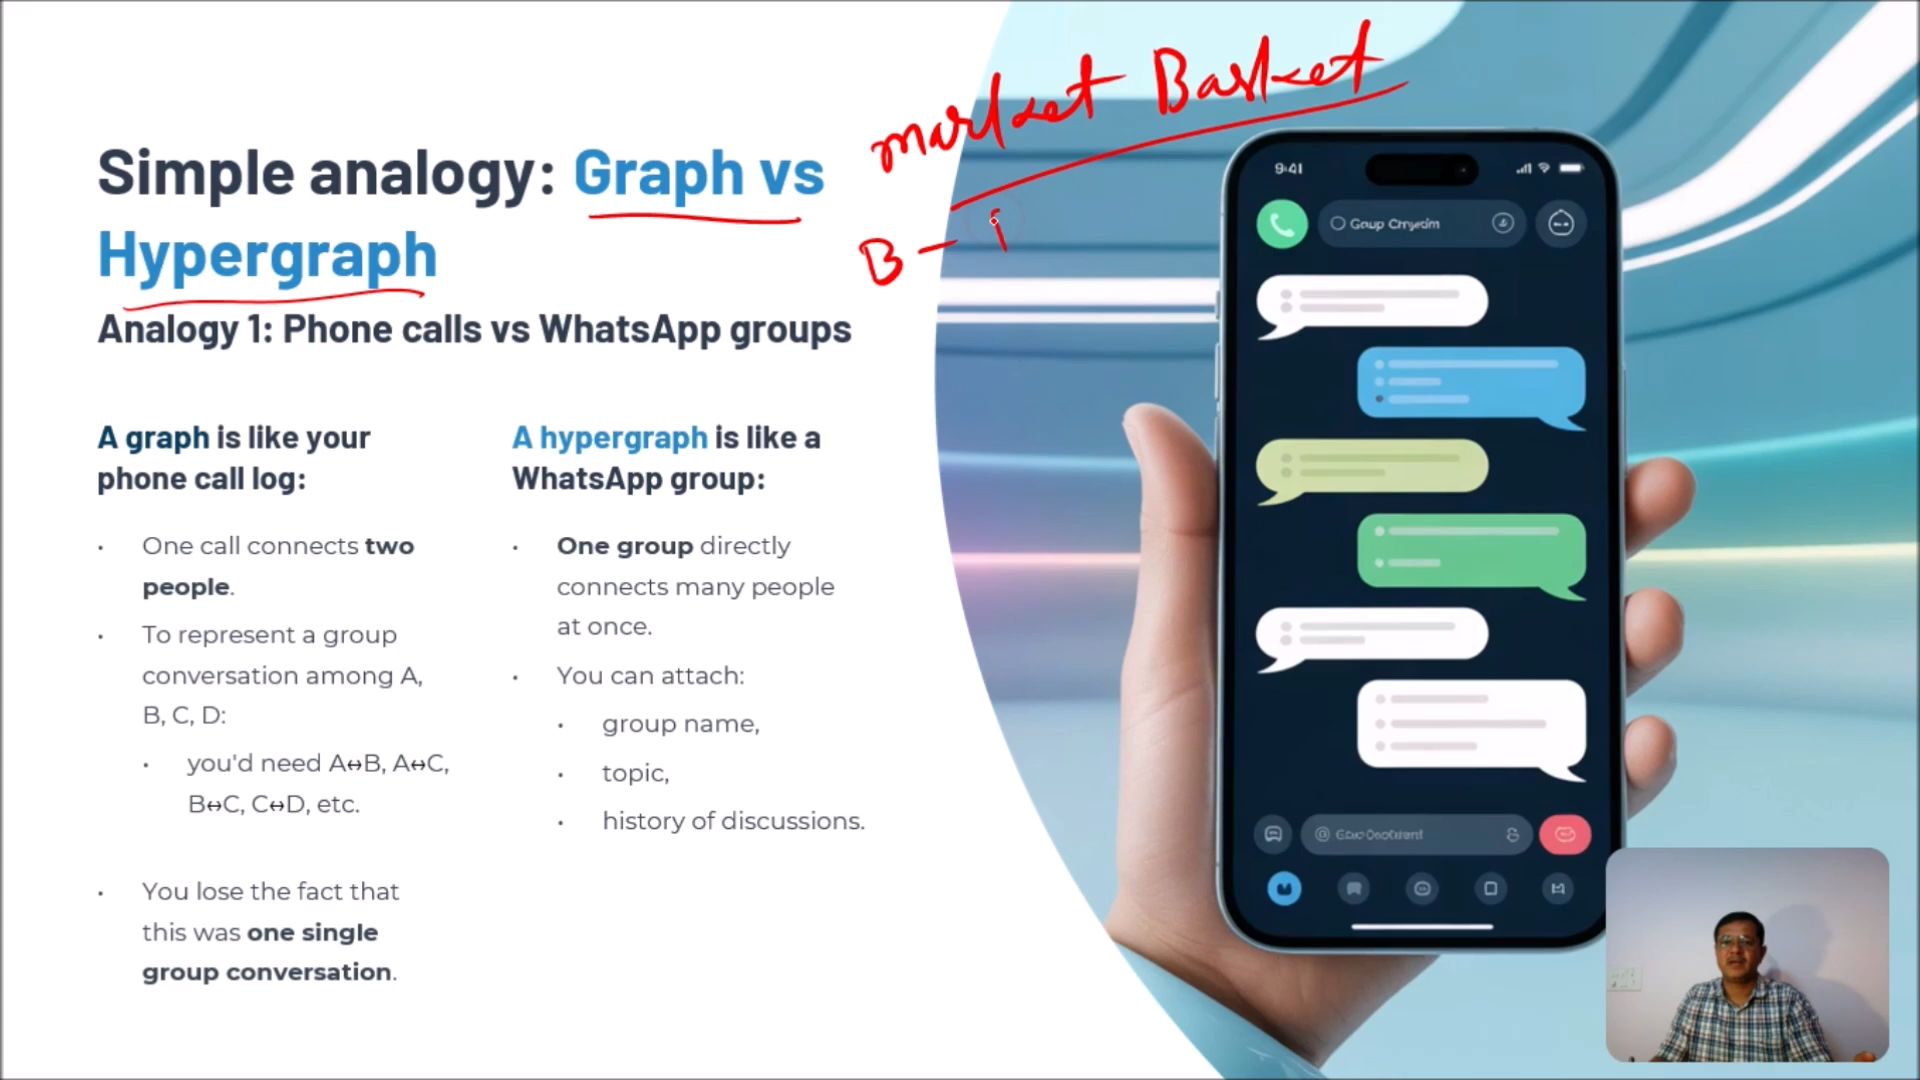 market Basket
Simple analogy: Graph vs
Hypergraph
B - i
Analogy 1: Phone calls vs WhatsApp groups
A graph is like your
phone call log:
• One call connects two
people.
• To represent a group
conversation among A,
B, C, D:
• you'd need A↔B, A↔C,
B↔C, C↔D, etc.
• You lose the fact that
this was one single
group conversation.
A hypergraph is like a
WhatsApp group:
• One group directly
connects many people
at once.
• You can attach:
• group name,
• topic,
• history of discussions.
9:41